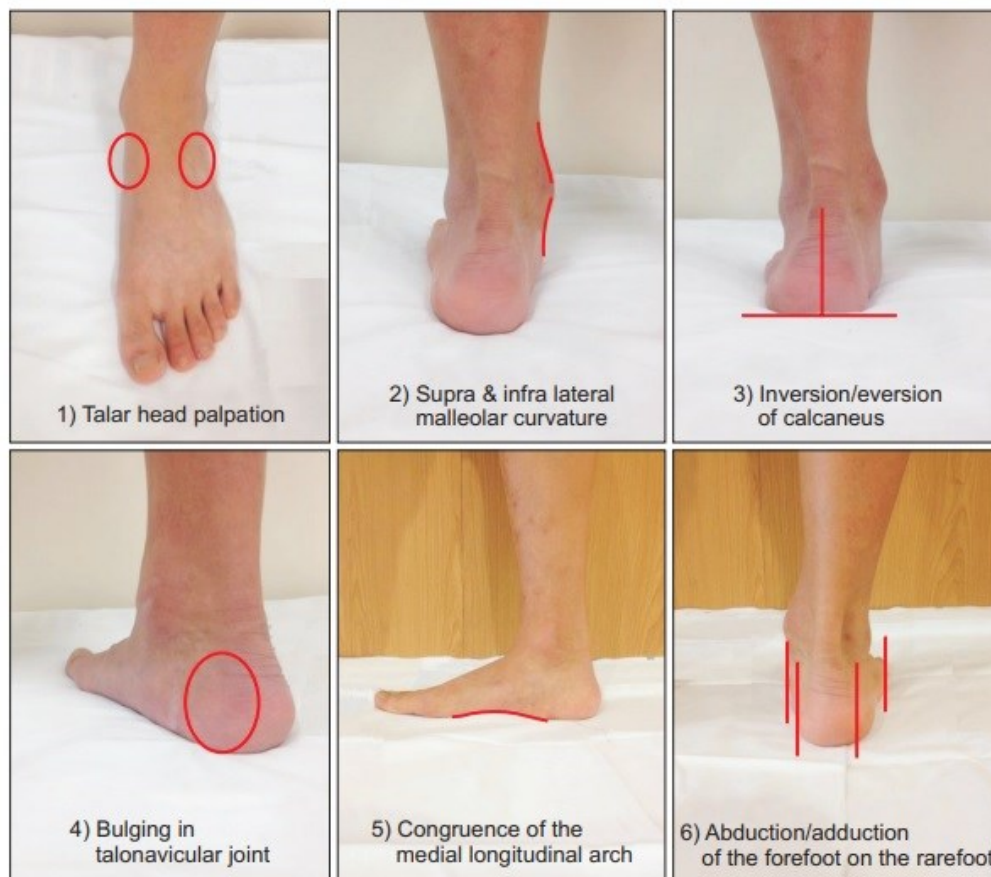 1) Talar head palpation
2) Supra & infra lateral
malleolar curvature
3) Inversion/eversion
of calcaneus
4) Bulging in
talonavicular joint
5) Congruence of the
medial longitudinal arch
6) Abduction/adduction
of the forefoot on the rarefoot